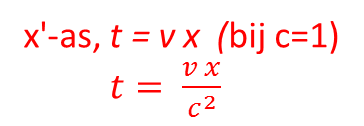 x'-as, t = v x (bij c=1)
t = v x / c²